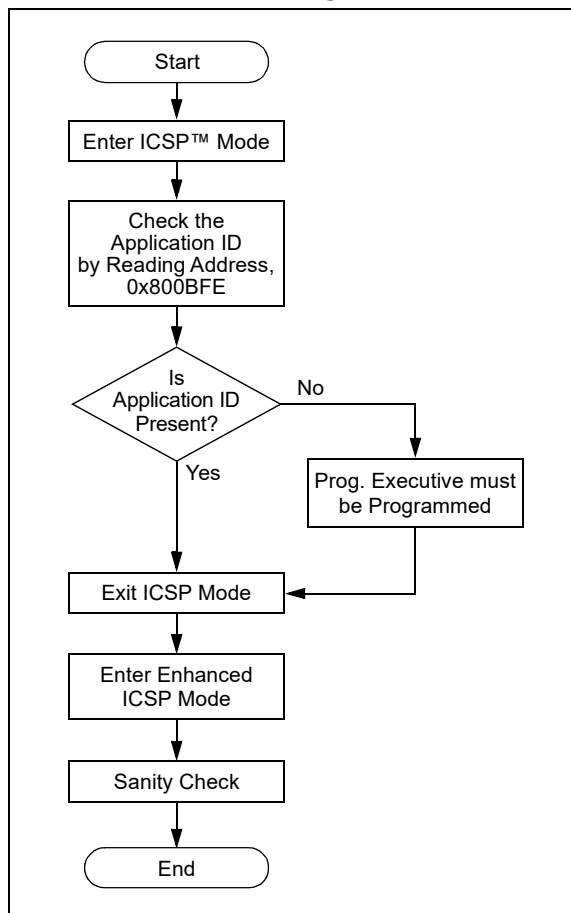 Start
Enter ICSP™ Mode
Check the
Application ID
by Reading Address,
0x800BFE
Is
Application ID
Present?
No
Yes
Prog. Executive must
be Programmed
Exit ICSP Mode
Enter Enhanced
ICSP Mode
Sanity Check
End